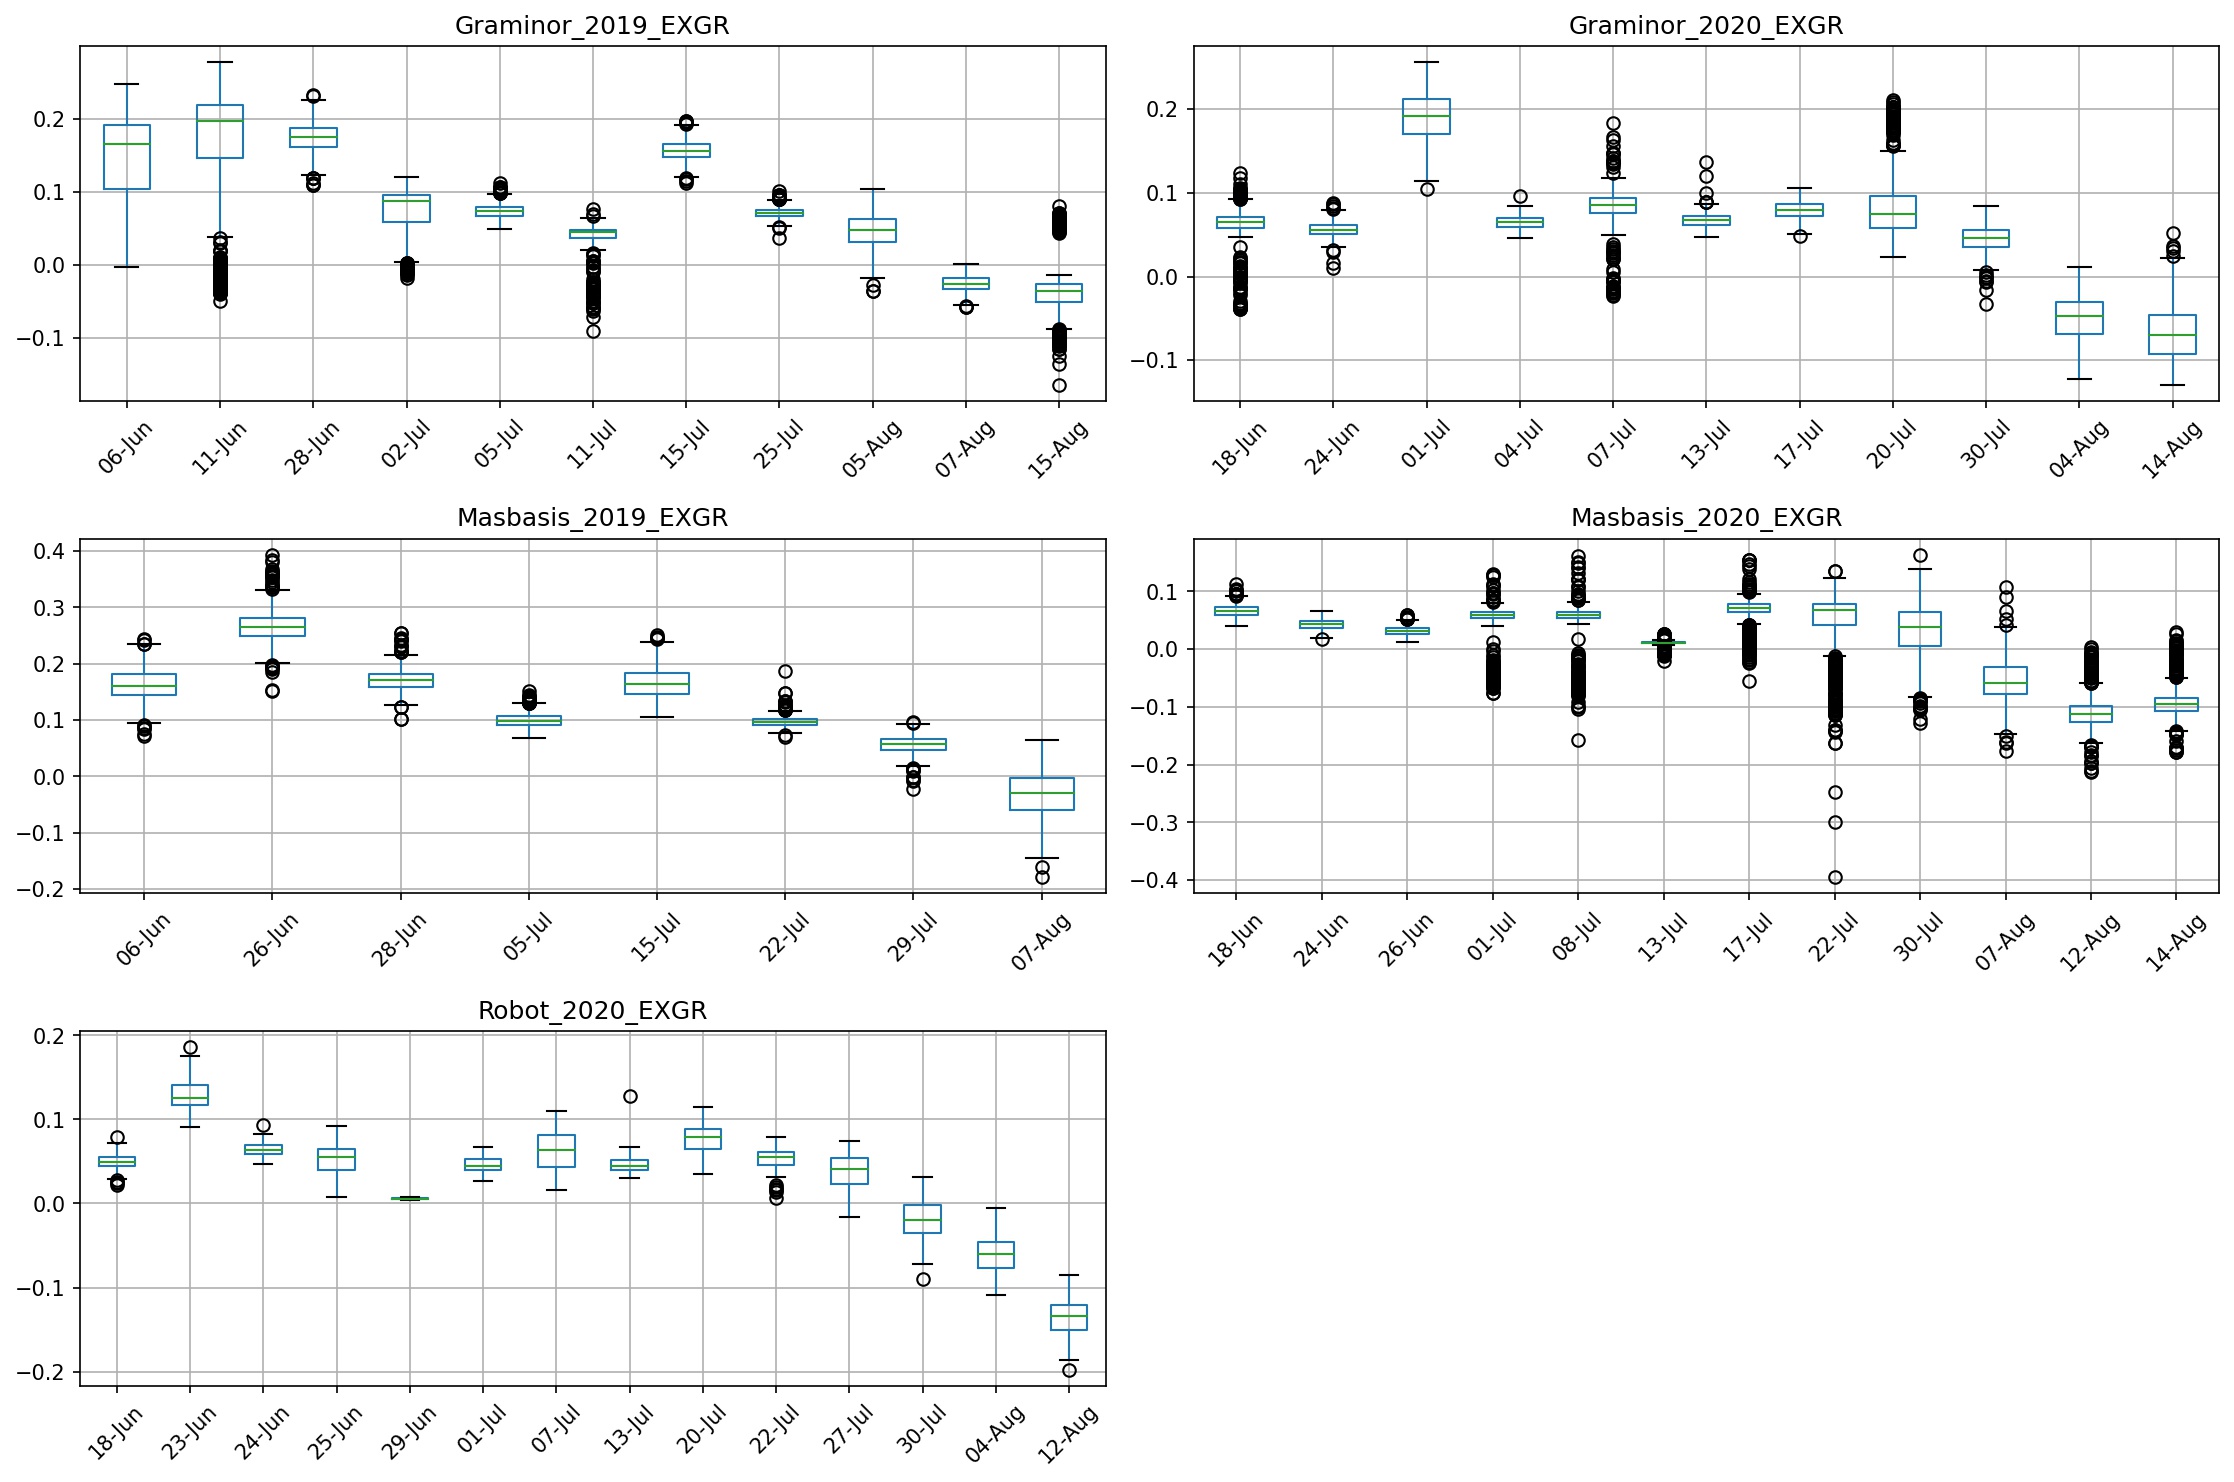 Graminor_2019_EXGR
0.2
0.1
0.0
−0.1
06-Jun 11-Jun 28-Jun 02-Jul 05-Jul 11-Jul 15-Jul 25-Jul 05-Aug 07-Aug 15-Aug
Graminor_2020_EXGR
0.2
0.1
0.0
−0.1
18-Jun 24-Jun 01-Jul 04-Jul 07-Jul 13-Jul 17-Jul 20-Jul 30-Jul 04-Aug 14-Aug
Masbasis_2019_EXGR
0.4
0.3
0.2
0.1
0.0
−0.1
−0.2
06-Jun 26-Jun 28-Jun 05-Jul 15-Jul 22-Jul 29-Jul 07-Aug
Masbasis_2020_EXGR
0.1
0.0
−0.1
−0.2
−0.3
−0.4
18-Jun 24-Jun 26-Jun 01-Jul 08-Jul 13-Jul 17-Jul 22-Jul 30-Jul 07-Aug 12-Aug 14-Aug
Robot_2020_EXGR
0.2
0.1
0.0
−0.1
−0.2
18-Jun 23-Jun 24-Jun 25-Jun 29-Jun 01-Jul 07-Jul 13-Jul 20-Jul 22-Jul 27-Jul 30-Jul 04-Aug 12-Aug